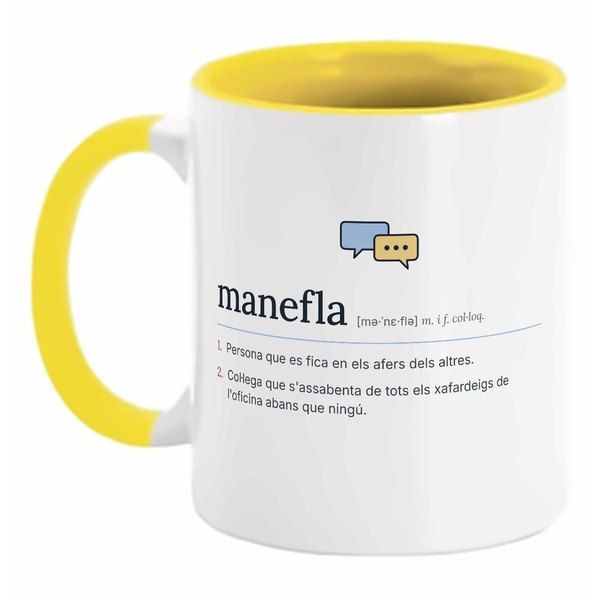 manefla [mə·ˈnɛ·flə] m. i f. col·loq.
1. Persona que es fica en els afers dels altres.
2. Col·lega que s'assabenta de tots els xafardeigs de
l'oficina abans que ningú.